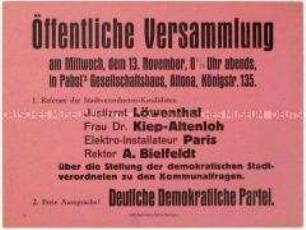 Öffentliche Versammlung
am Mittwoch, dem 13. November, 8½ Uhr abends,
in Pabst's Gesellschaftshaus, Altona, Königstr. 135.
1. Referate der Stadtverordneten-Kandidaten
Justizrat Löwenthal
Frau Dr. Kiep-Altenloh
Elektro-Installateur Paris
Rektor A. Bielfeldt
über die Stellung der demokratischen Stadt-
verordneten zu den Kommunalfragen.
2. Freie Aussprache!
Deutsche Demokratische Partei.